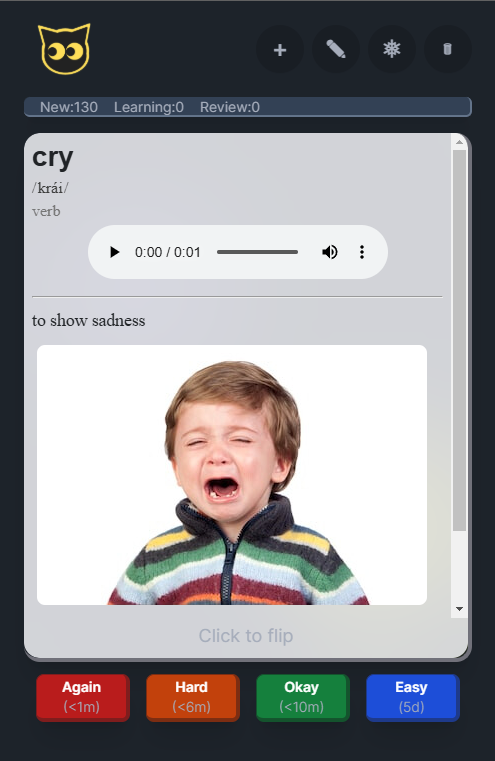 New:130 Learning:0 Review:0
cry
/krái/
verb
0:00 / 0:01
to show sadness
Click to flip
Again Hard Okay Easy
(<1m) (<6m) (<10m) (5d)